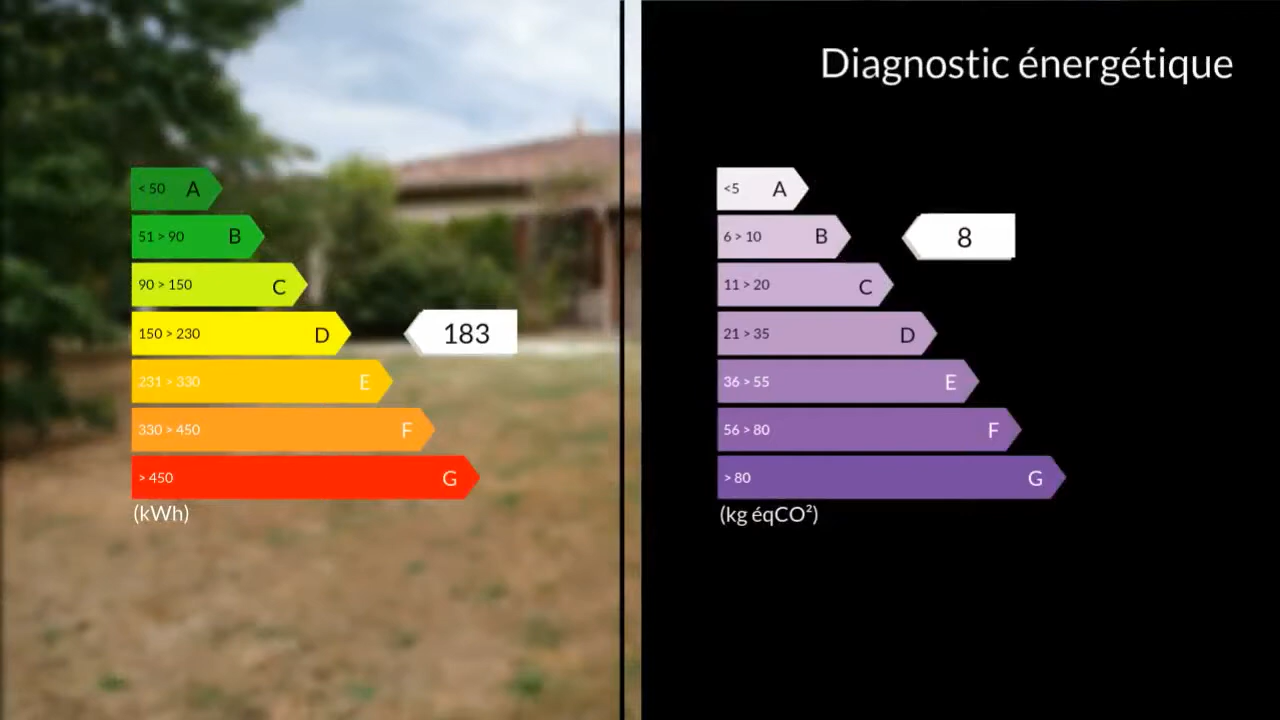 Diagnostic énergétique
< 50 A
51 > 90 B
90 > 150 C
150 > 230 D
183
231 > 330 E
330 > 450 F
> 450 G
(kWh)
<5 A
6 > 10 B
8
11 > 20 C
21 > 35 D
36 > 55 E
56 > 80 F
> 80 G
(kg éqCO²)